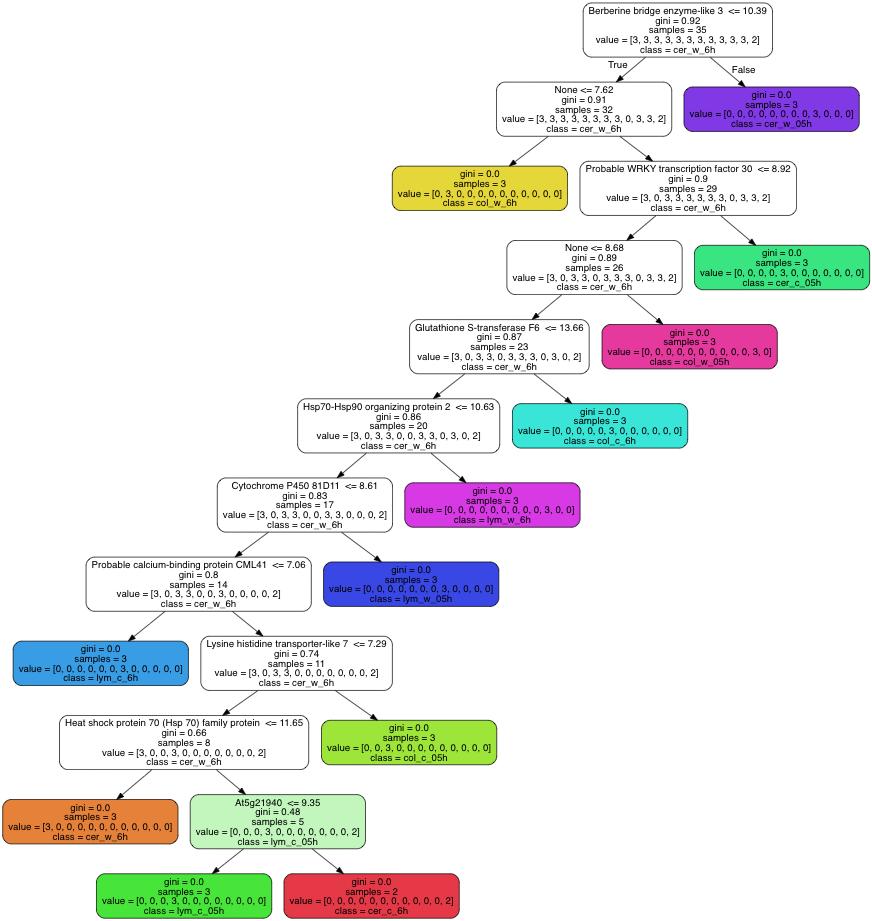 Berberine bridge enzyme-like 3 <= 10.39
gini = 0.92
samples = 35
value = [3, 3, 3, 3, 3, 3, 3, 3, 3, 3, 3, 2]
class = cer_w_6h
True
False
None <= 7.62
gini = 0.91
samples = 32
value = [3, 3, 3, 3, 3, 3, 3, 3, 0, 3, 3, 2]
class = cer_w_6h
gini = 0.0
samples = 3
value = [0, 0, 0, 0, 0, 0, 0, 0, 3, 0, 0, 0]
class = cer_w_05h
gini = 0.0
samples = 3
value = [0, 3, 0, 0, 0, 0, 0, 0, 0, 0, 0, 0]
class = col_w_6h
Probable WRKY transcription factor 30 <= 8.92
gini = 0.9
samples = 29
value = [3, 0, 3, 3, 3, 3, 3, 3, 0, 3, 3, 2]
class = cer_w_6h
None <= 8.68
gini = 0.89
samples = 26
value = [3, 0, 3, 3, 0, 3, 3, 3, 0, 3, 3, 2]
class = cer_w_6h
gini = 0.0
samples = 3
value = [0, 0, 0, 0, 3, 0, 0, 0, 0, 0, 0, 0]
class = cer_c_05h
Glutathione S-transferase F6 <= 13.66
gini = 0.87
samples = 23
value = [3, 0, 3, 3, 0, 3, 3, 3, 0, 3, 0, 2]
class = cer_w_6h
gini = 0.0
samples = 3
value = [0, 0, 0, 0, 0, 0, 0, 0, 0, 0, 3, 0]
class = col_w_05h
Hsp70-Hsp90 organizing protein 2 <= 10.63
gini = 0.86
samples = 20
value = [3, 0, 3, 3, 0, 0, 3, 3, 0, 3, 0, 2]
class = cer_w_6h
gini = 0.0
samples = 3
value = [0, 0, 0, 0, 0, 3, 0, 0, 0, 0, 0, 0]
class = col_c_6h
Cytochrome P450 81D11 <= 8.61
gini = 0.83
samples = 17
value = [3, 0, 3, 3, 0, 0, 3, 3, 0, 0, 0, 2]
class = cer_w_6h
gini = 0.0
samples = 3
value = [0, 0, 0, 0, 0, 0, 0, 0, 0, 3, 0, 0]
class = lym_w_6h
Probable calcium-binding protein CML41 <= 7.06
gini = 0.8
samples = 14
value = [3, 0, 3, 3, 0, 0, 3, 0, 0, 0, 0, 2]
class = cer_w_6h
gini = 0.0
samples = 3
value = [0, 0, 0, 0, 0, 0, 0, 3, 0, 0, 0, 0]
class = lym_w_05h
gini = 0.0
samples = 3
value = [0, 0, 0, 0, 0, 0, 3, 0, 0, 0, 0, 0]
class = lym_c_6h
Lysine histidine transporter-like 7 <= 7.29
gini = 0.74
samples = 11
value = [3, 0, 3, 3, 0, 0, 0, 0, 0, 0, 0, 2]
class = cer_w_6h
Heat shock protein 70 (Hsp 70) family protein <= 11.65
gini = 0.66
samples = 8
value = [3, 0, 0, 3, 0, 0, 0, 0, 0, 0, 0, 2]
class = cer_w_6h
gini = 0.0
samples = 3
value = [0, 0, 3, 0, 0, 0, 0, 0, 0, 0, 0, 0]
class = col_c_05h
gini = 0.0
samples = 3
value = [3, 0, 0, 0, 0, 0, 0, 0, 0, 0, 0, 0]
class = cer_w_6h
At5g21940 <= 9.35
gini = 0.48
samples = 5
value = [0, 0, 0, 3, 0, 0, 0, 0, 0, 0, 0, 2]
class = lym_c_05h
gini = 0.0
samples = 3
value = [0, 0, 0, 3, 0, 0, 0, 0, 0, 0, 0, 0]
class = lym_c_05h
gini = 0.0
samples = 2
value = [0, 0, 0, 0, 0, 0, 0, 0, 0, 0, 0, 2]
class = cer_c_6h